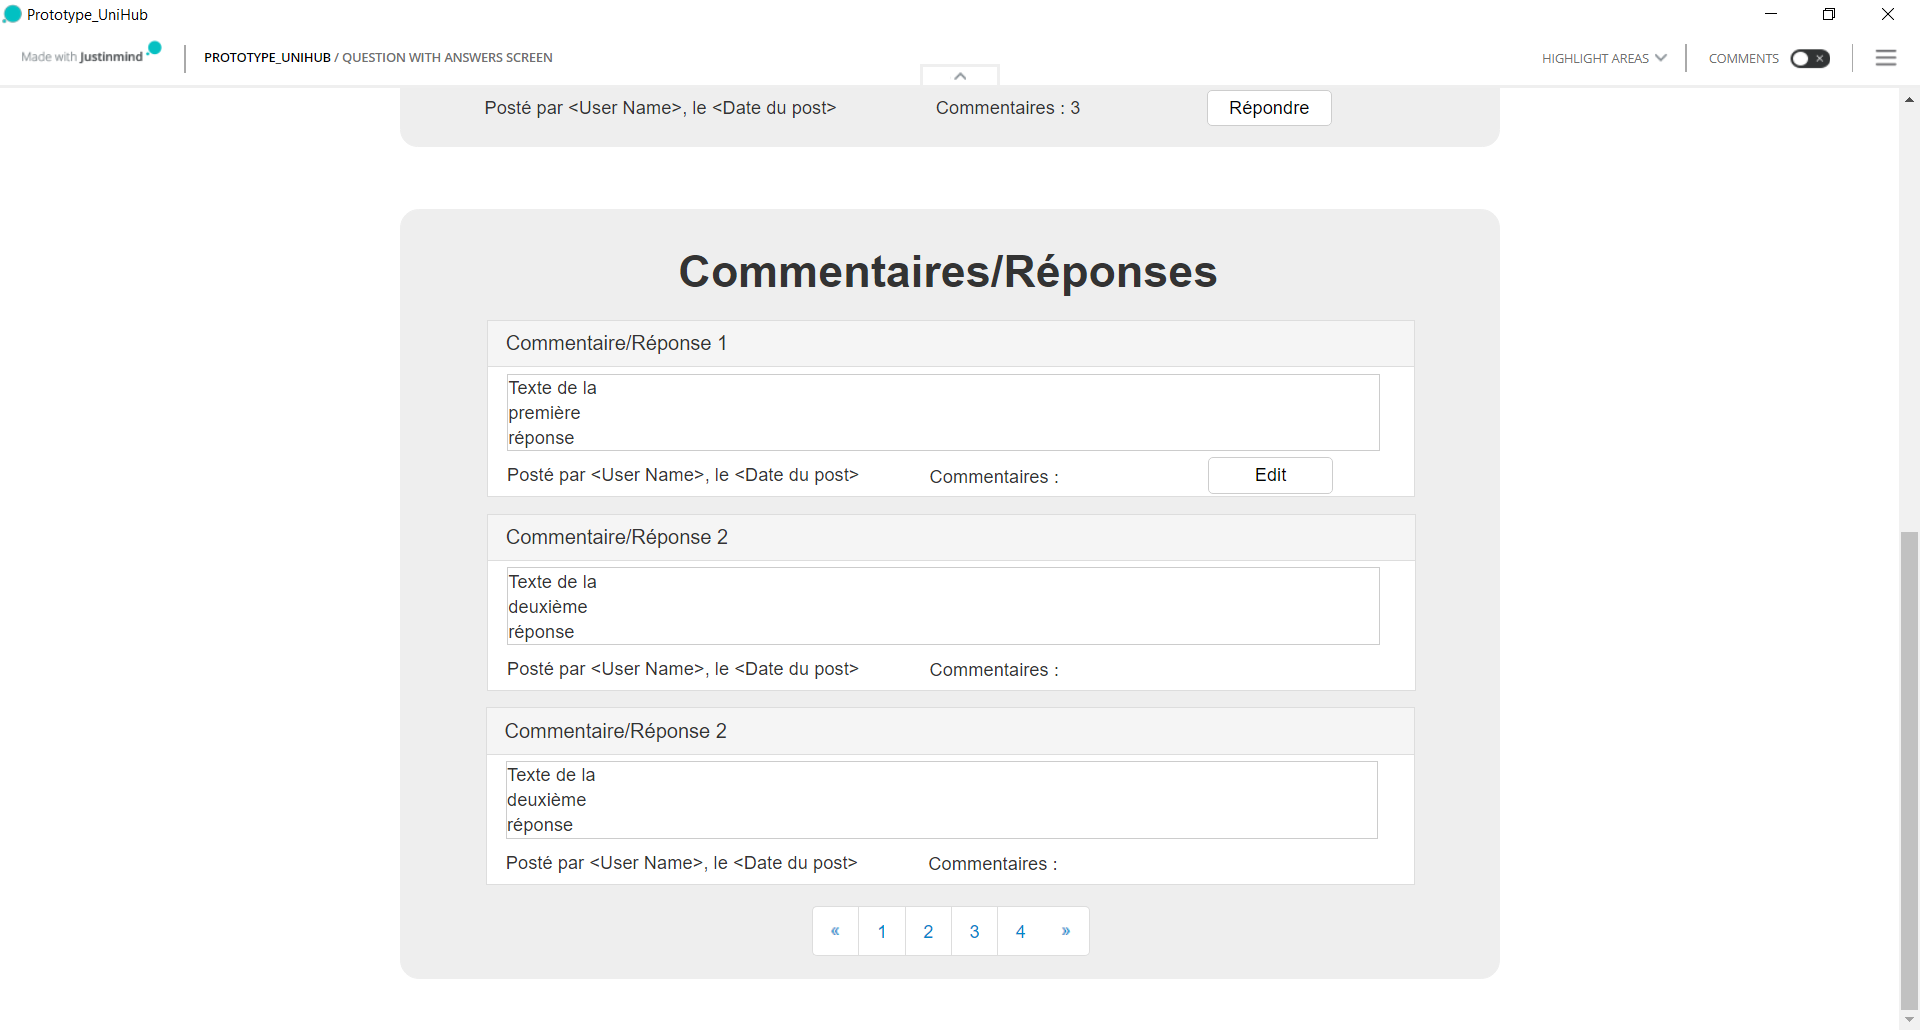 Prototype_UniHub
Made with Justinmind
PROTOTYPE_UNIHUB / QUESTION WITH ANSWERS SCREEN
HIGHLIGHT AREAS
COMMENTS
Posté par <User Name>, le <Date du post>
Commentaires : 3
Répondre
Commentaires/Réponses
Commentaire/Réponse 1
Texte de la
première
réponse
Posté par <User Name>, le <Date du post>
Commentaires :
Edit
Commentaire/Réponse 2
Texte de la
deuxième
réponse
Posté par <User Name>, le <Date du post>
Commentaires :
Commentaire/Réponse 2
Texte de la
deuxième
réponse
Posté par <User Name>, le <Date du post>
Commentaires :
« 1 2 3 4 »